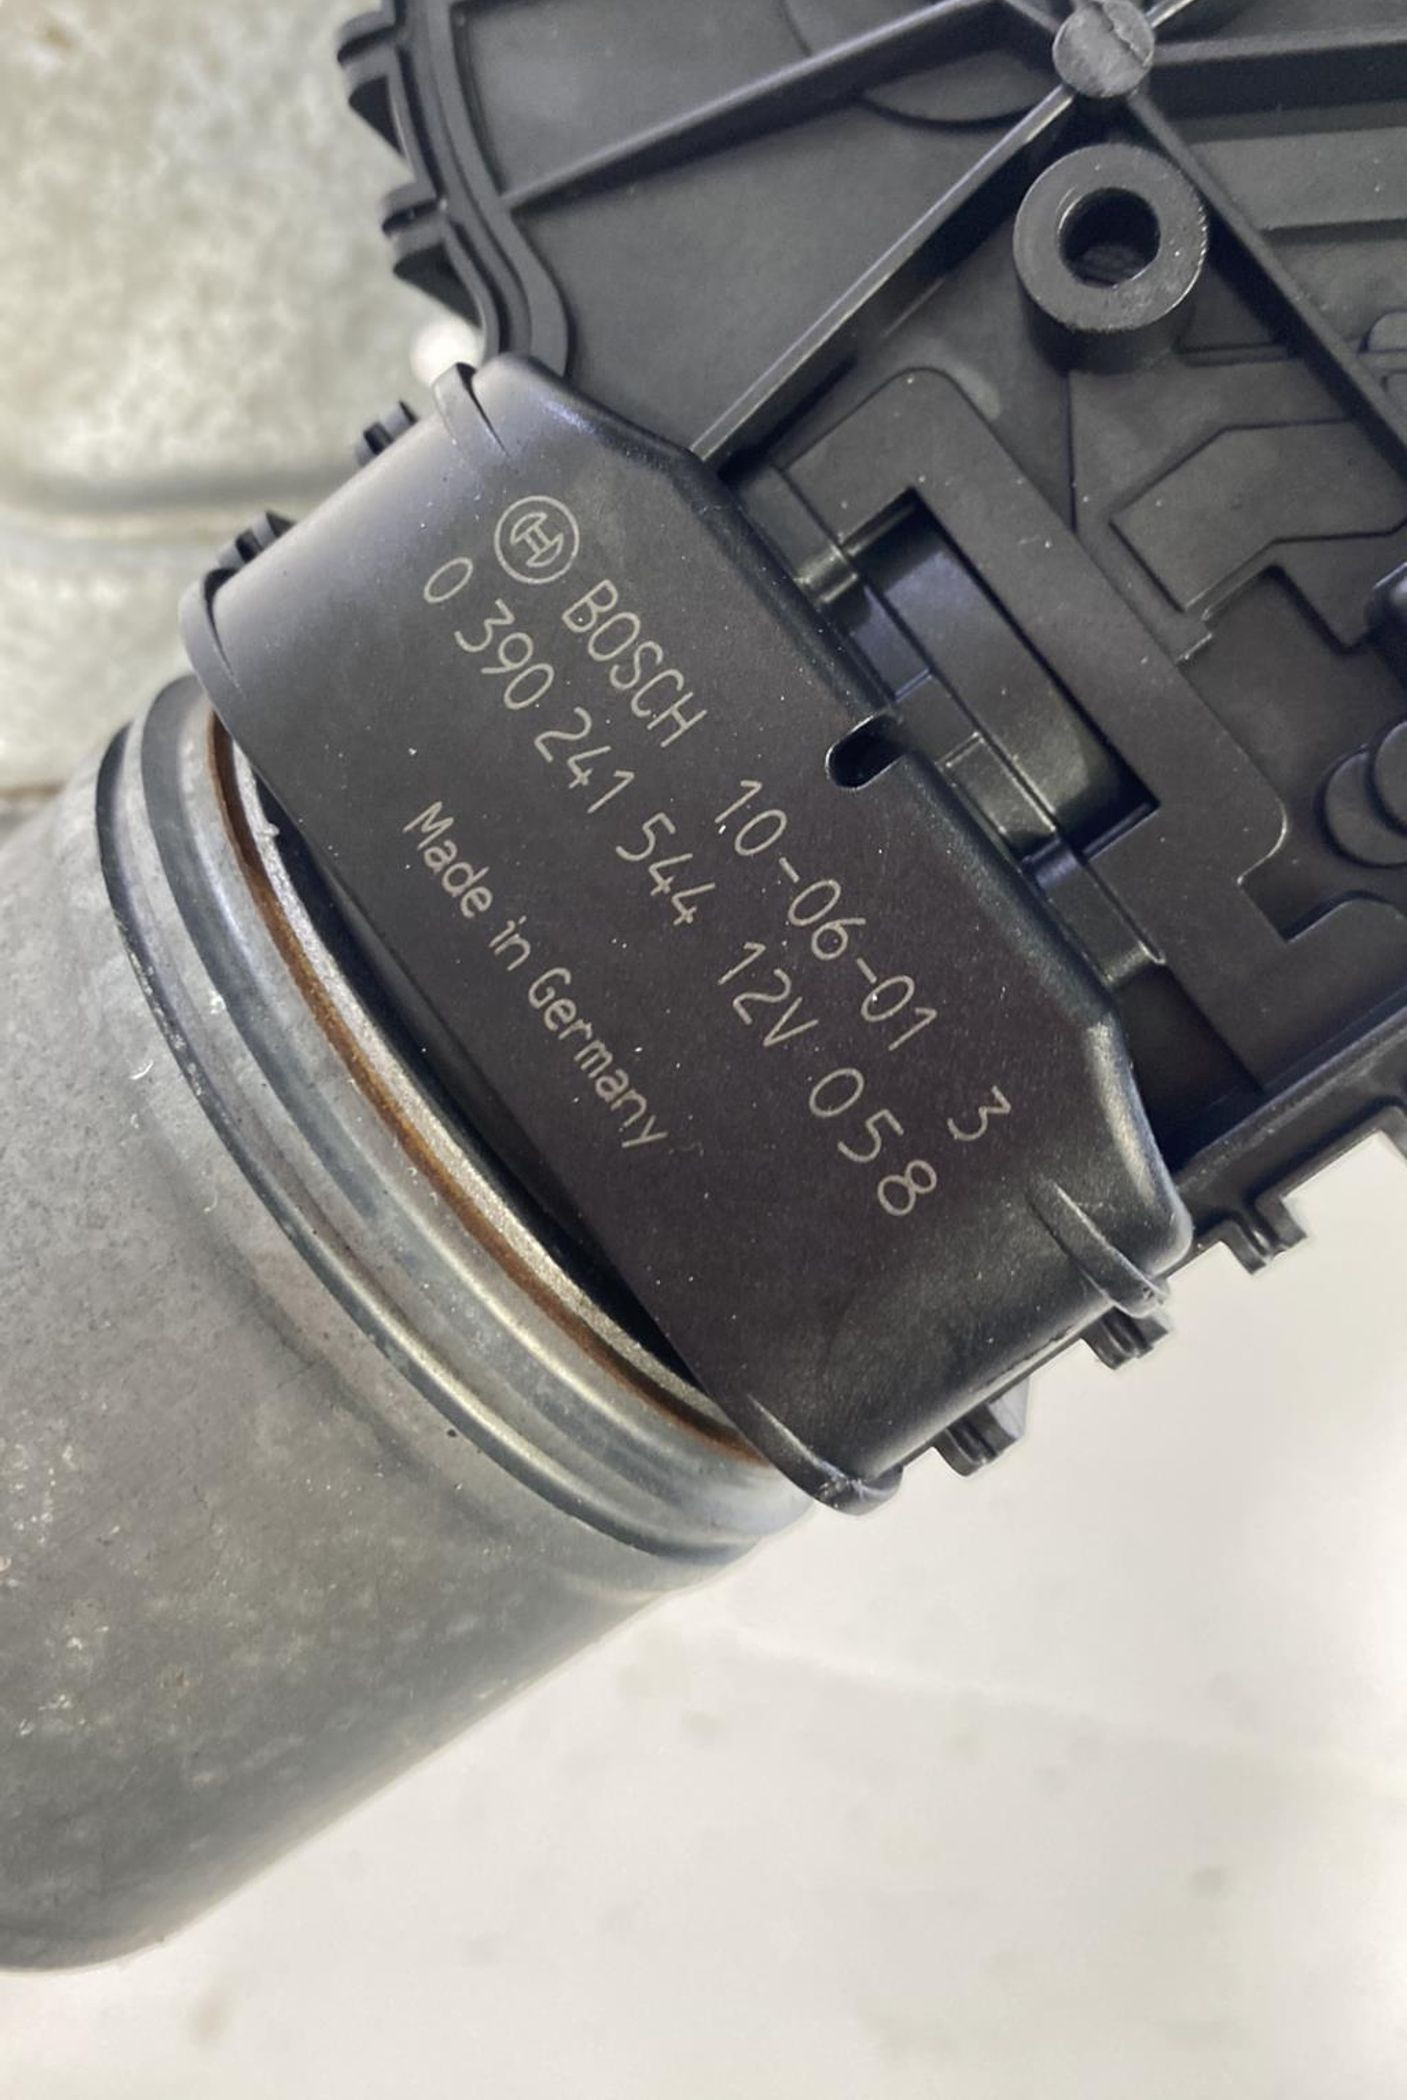 BOSCH 10-06-01 3
0 390 241 544 12V 058
Made in Germany